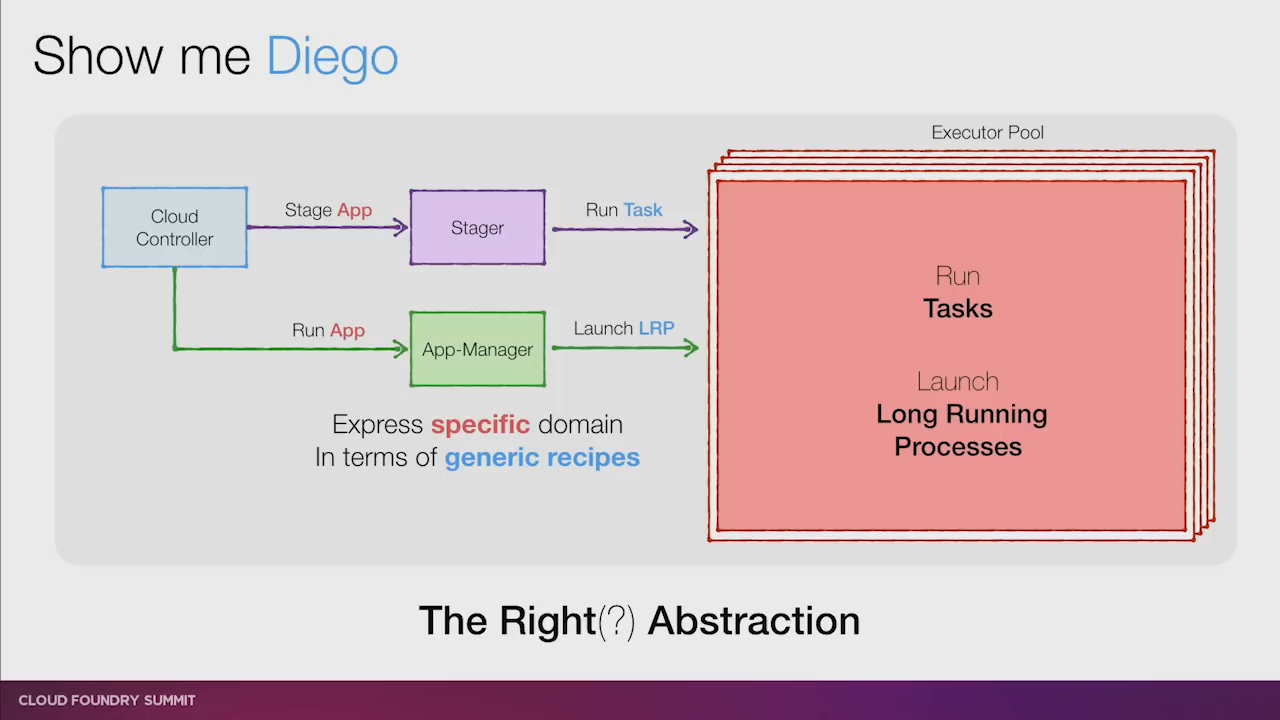 Show me Diego
Executor Pool
Cloud
Controller
Stage App
Stager
Run Task
Run App
App-Manager
Launch LRP
Express specific domain
In terms of generic recipes
Run
Tasks
Launch
Long Running
Processes
The Right(?) Abstraction
CLOUD FOUNDRY SUMMIT